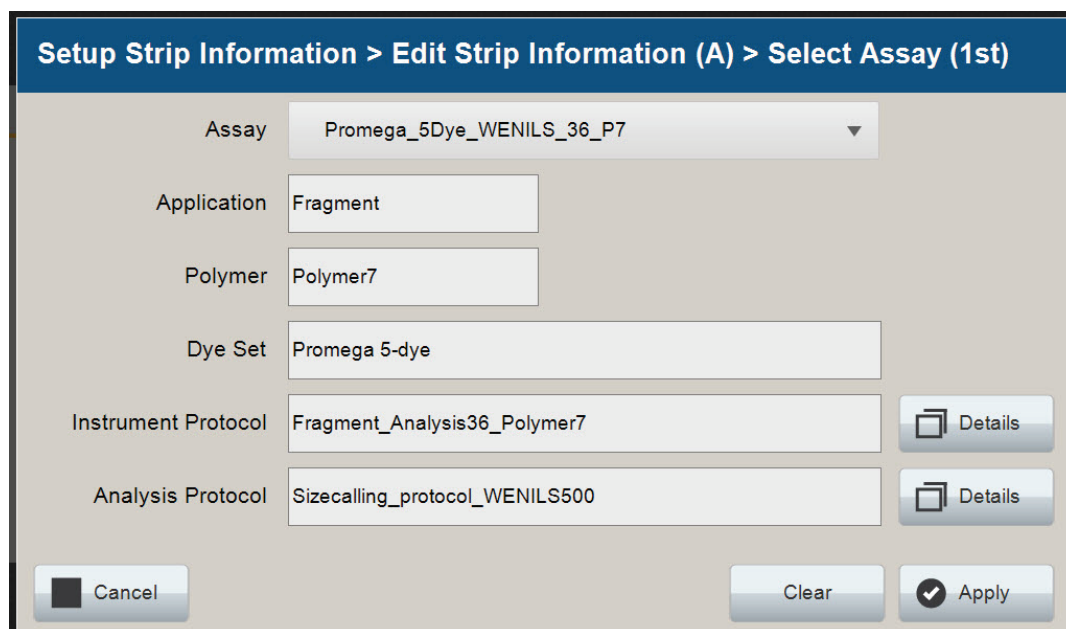 Setup Strip Information > Edit Strip Information (A) > Select Assay (1st)
Assay Promega_5Dye_WENILS_36_P7
Application Fragment
Polymer Polymer7
Dye Set Promega 5-dye
Instrument Protocol Fragment_Analysis36_Polymer7 Details
Analysis Protocol Sizecalling_protocol_WENILS500 Details
Cancel Clear Apply